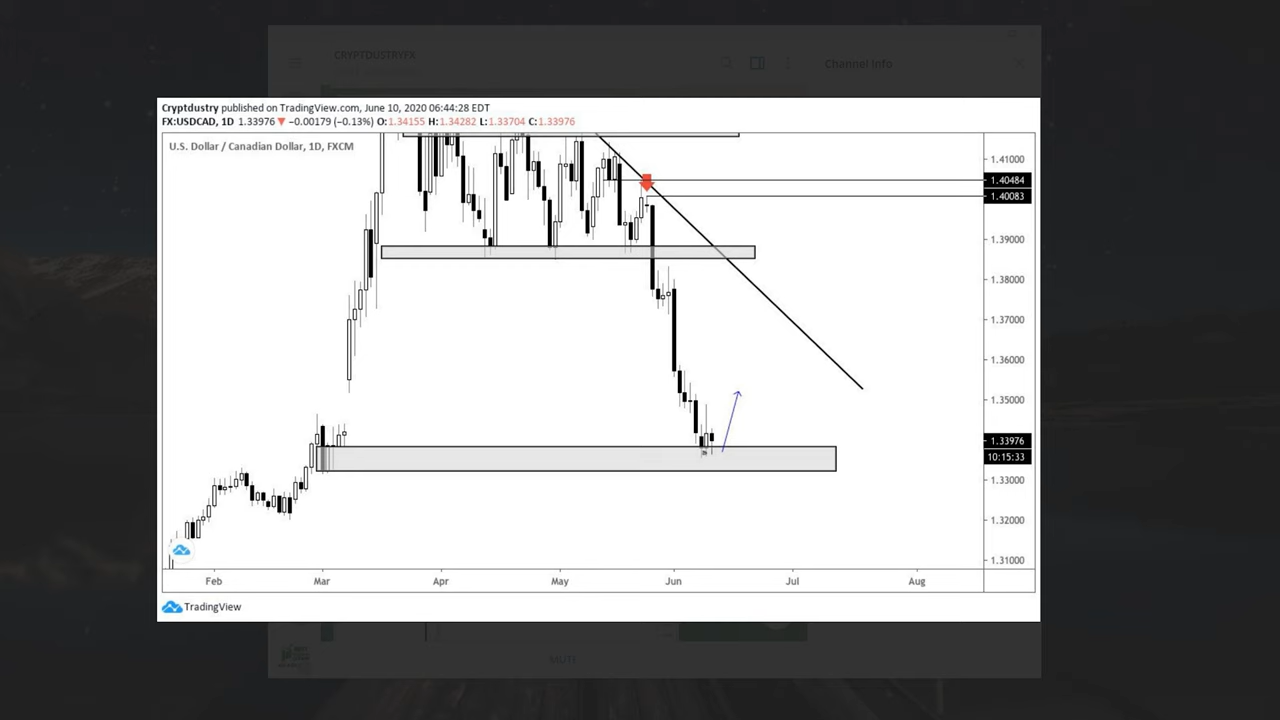 CRYPTDUSTRYFX
Channel Info
Cryptdustry published on TradingView.com, June 10, 2020 06:44:28 EDT
FX:USDCAD, 1D 1.33976 ▼ −0.00179 (−0.13%) O:1.34155 H:1.34282 L:1.33704 C:1.33976
U.S. Dollar / Canadian Dollar, 1D, FXCM
1.41000
1.40484
1.40083
1.39000
1.38000
1.37000
1.36000
1.35000
1.33976
10:15:33
1.33000
1.32000
1.31000
Feb Mar Apr May Jun Jul Aug
TradingView
MUTE